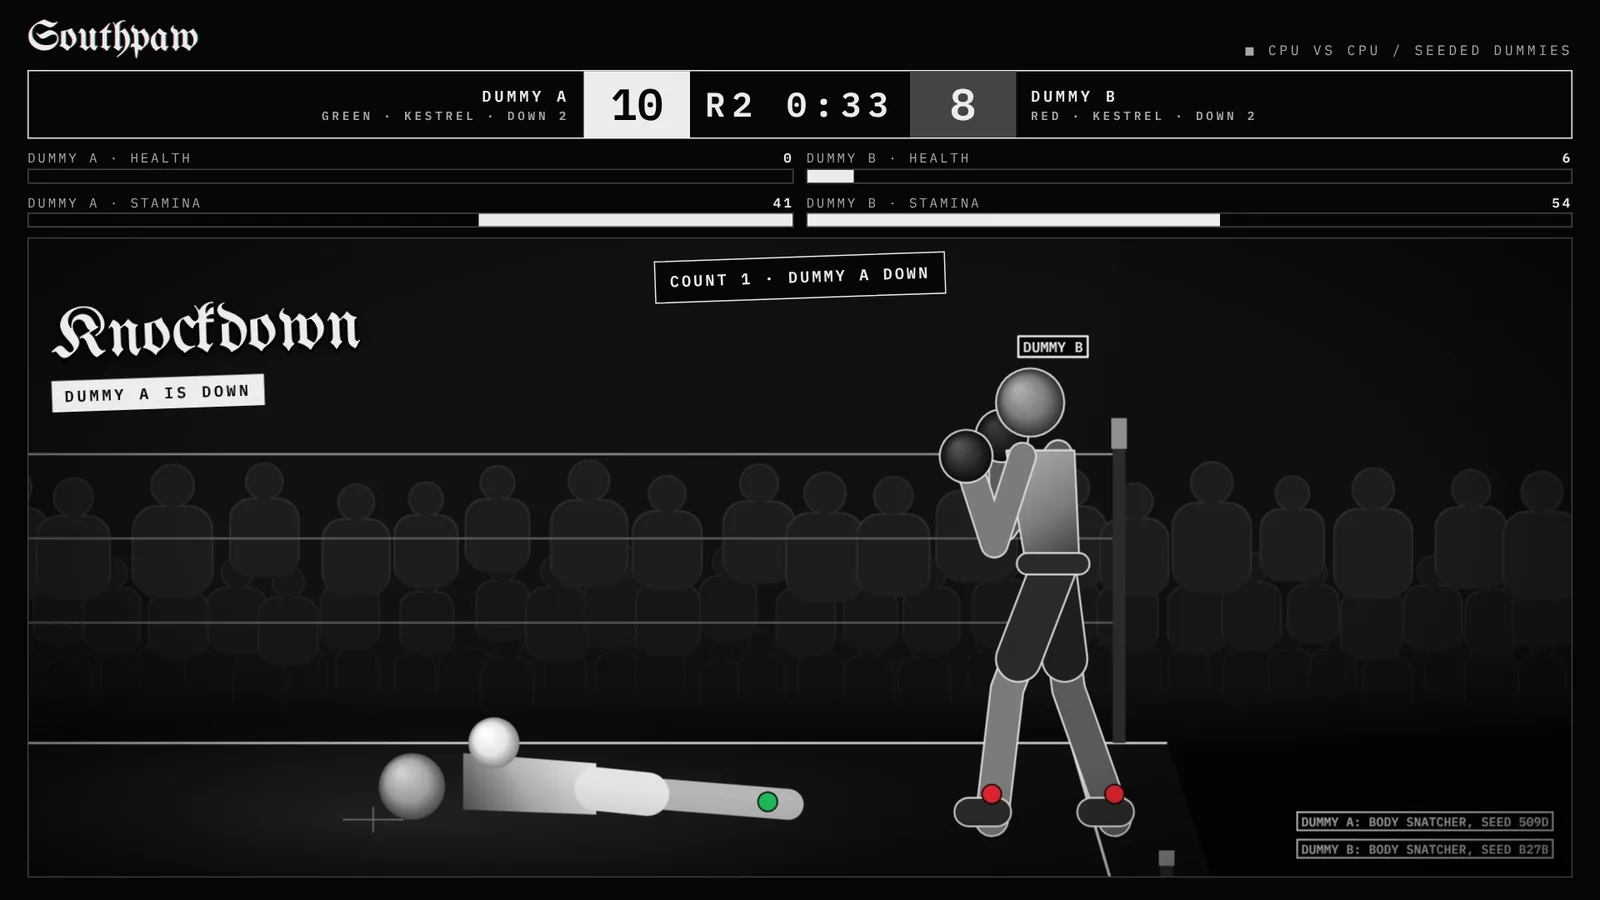 Southpaw
■ CPU VS CPU / SEEDED DUMMIES
DUMMY A
GREEN · KESTREL · DOWN 2
10
R2 0:33
8
DUMMY B
RED · KESTREL · DOWN 2
DUMMY A · HEALTH 0
DUMMY B · HEALTH 6
DUMMY A · STAMINA 41
DUMMY B · STAMINA 54
COUNT 1 · DUMMY A DOWN
Knockdown
DUMMY A IS DOWN
DUMMY B
DUMMY A: BODY SNATCHER, SEED 509D
DUMMY B: BODY SNATCHER, SEED B27B